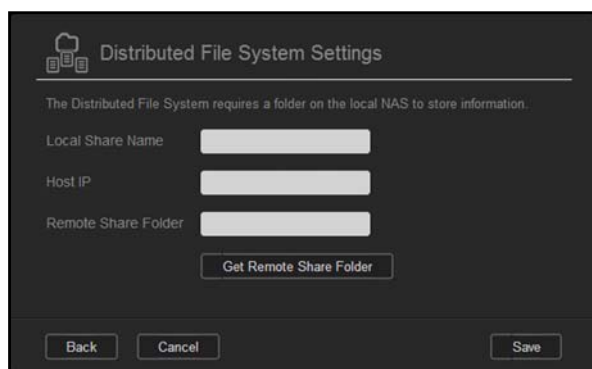 Distributed File System Settings
The Distributed File System requires a folder on the local NAS to store information.
Local Share Name
Host IP
Remote Share Folder
Get Remote Share Folder
Back Cancel Save